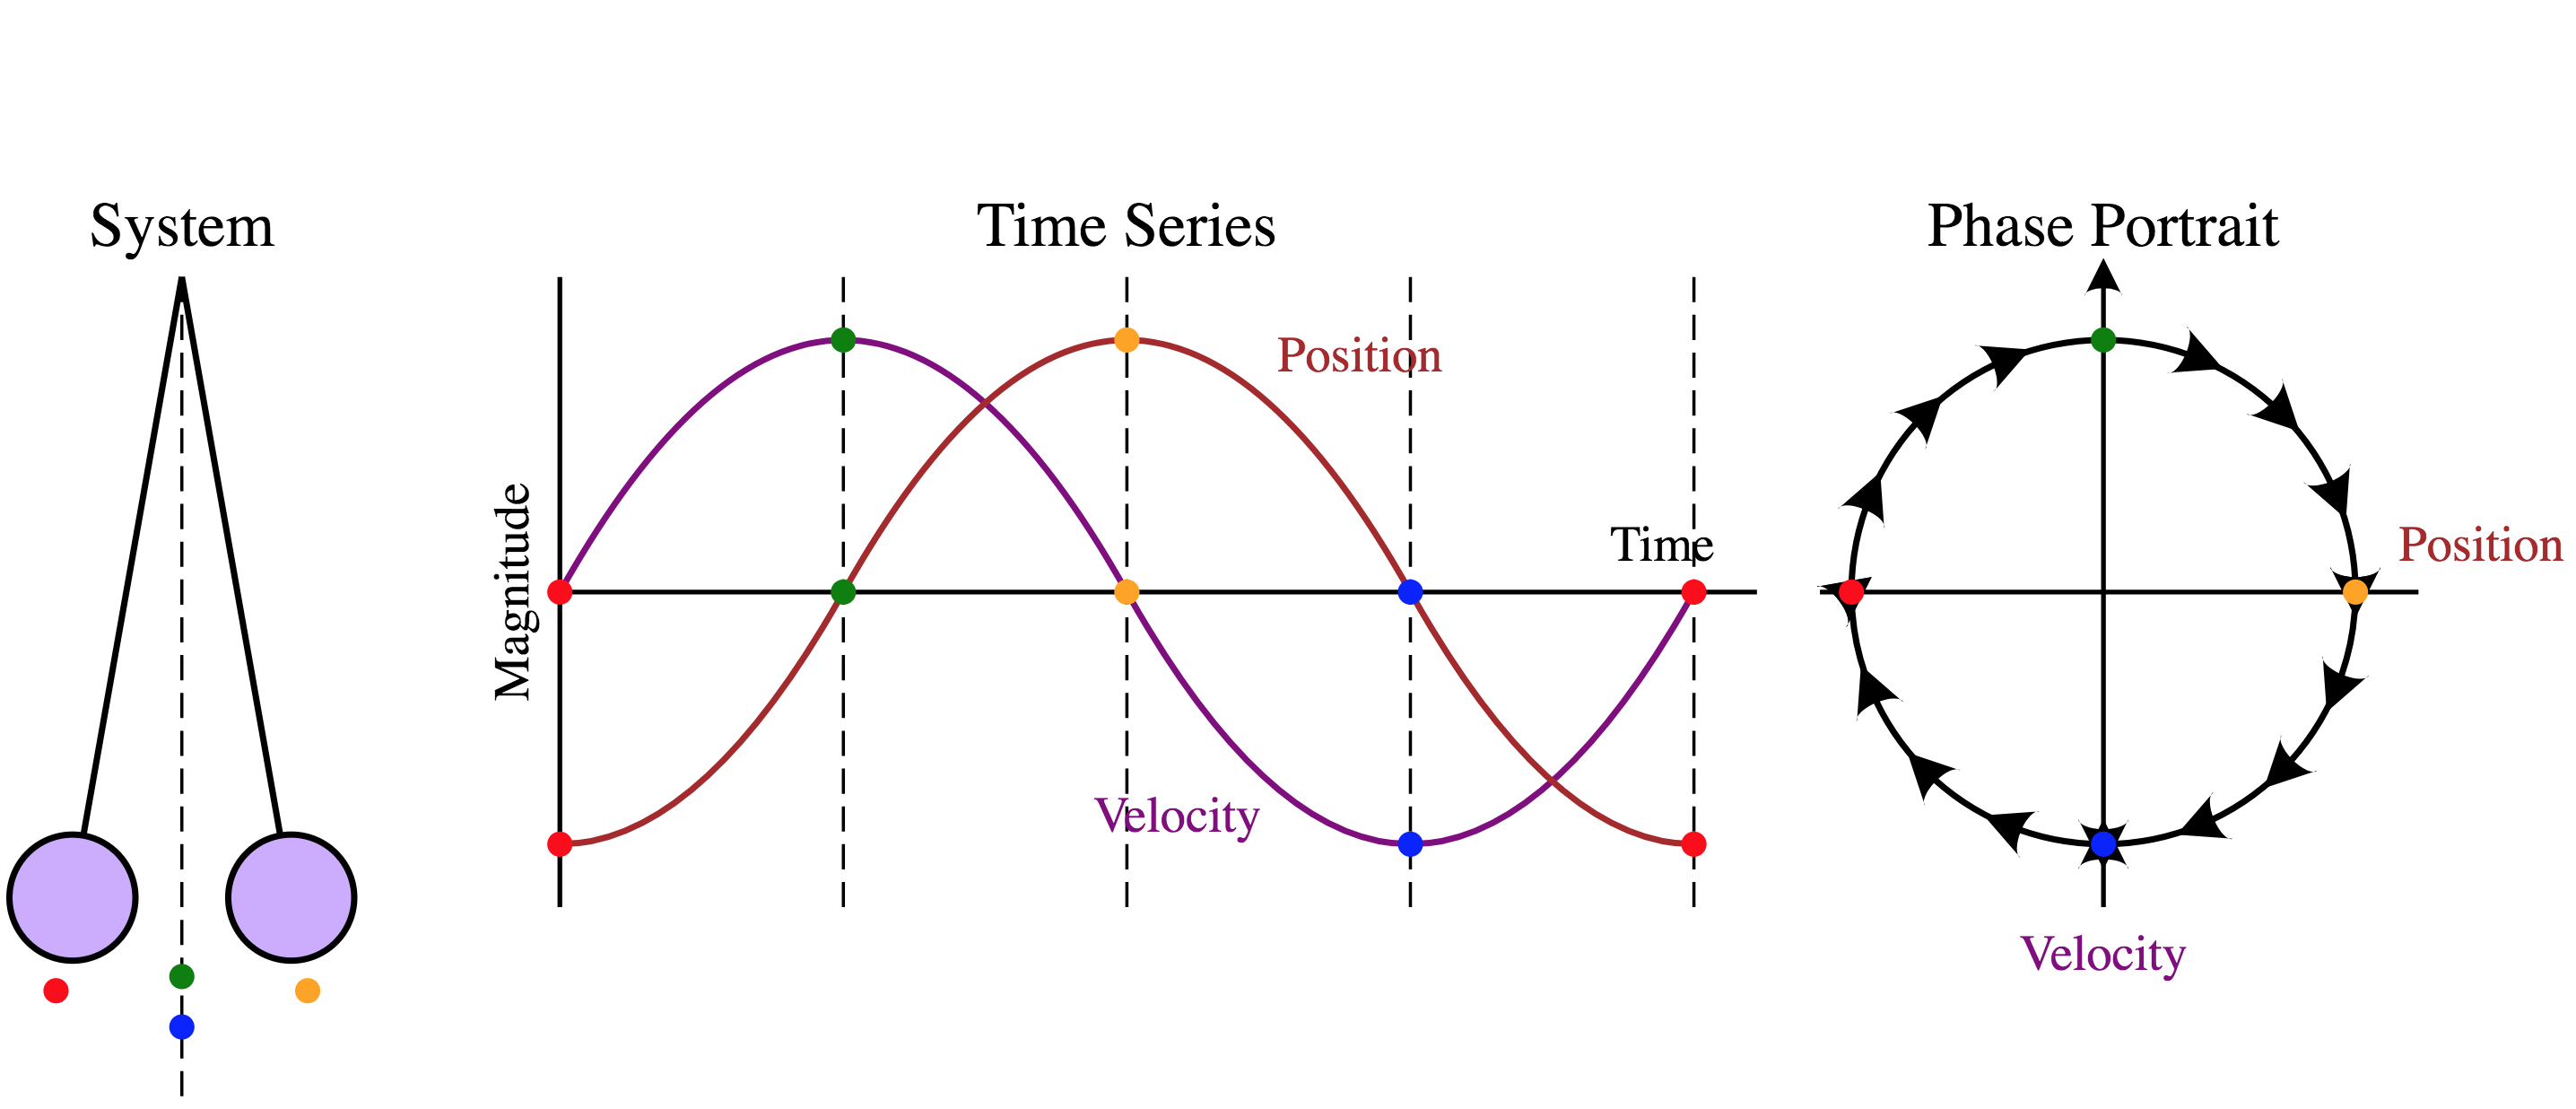 System
Time Series
Phase Portrait
Position
Magnitude
Time
Position
Velocity
Velocity